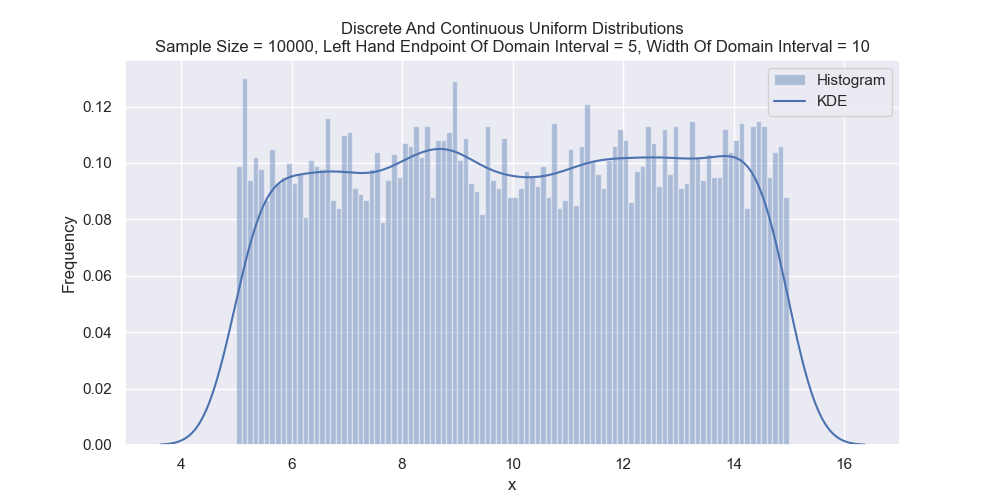 Discrete And Continuous Uniform Distributions
Sample Size = 10000, Left Hand Endpoint Of Domain Interval = 5, Width Of Domain Interval = 10
Histogram
KDE
Frequency
0.12
0.10
0.08
0.06
0.04
0.02
0.00
4 6 8 10 12 14 16
x